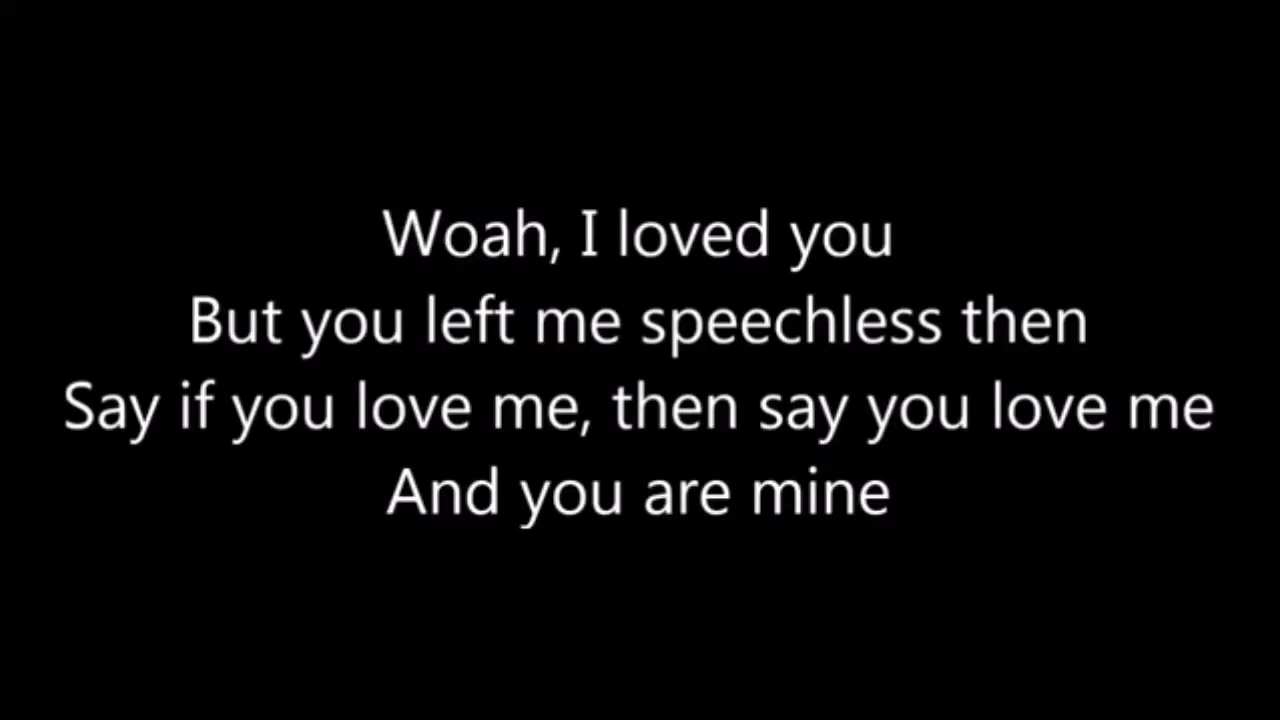 Woah, I loved you
But you left me speechless then
Say if you love me, then say you love me
And you are mine